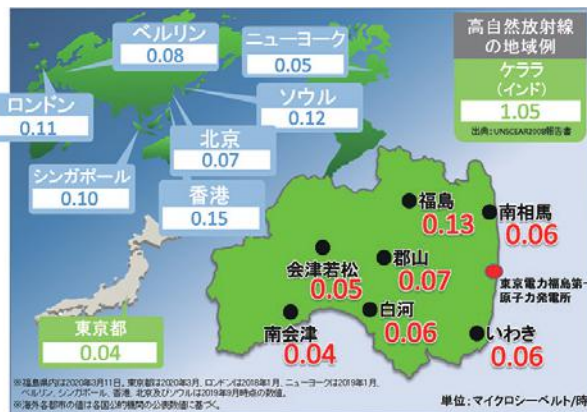 ベルリン
0.08
ニューヨーク
0.05
高自然放射線
の地域例
ケララ
(インド)
1.05
出典:UNSCEAR2008報告書
ロンドン
0.11
ソウル
0.12
北京
0.07
シンガポール
0.10
香港
0.15
福島
0.13
南相馬
0.06
会津若松
0.05
郡山
0.07
東京電力福島第一
原子力発電所
東京都
0.04
南会津
0.04
白河
0.06
いわき
0.06
※福島県内は2020年3月11日、東京都は2020年3月、ロンドンは2018年1月、ニューヨークは2019年1月、
ベルリン、シンガポール、香港、北京及びソウルは2019年9月時点の数値。
※海外各都市の値は各国公的機関の公表数値に基づく。
単位:マイクロシーベルト/時